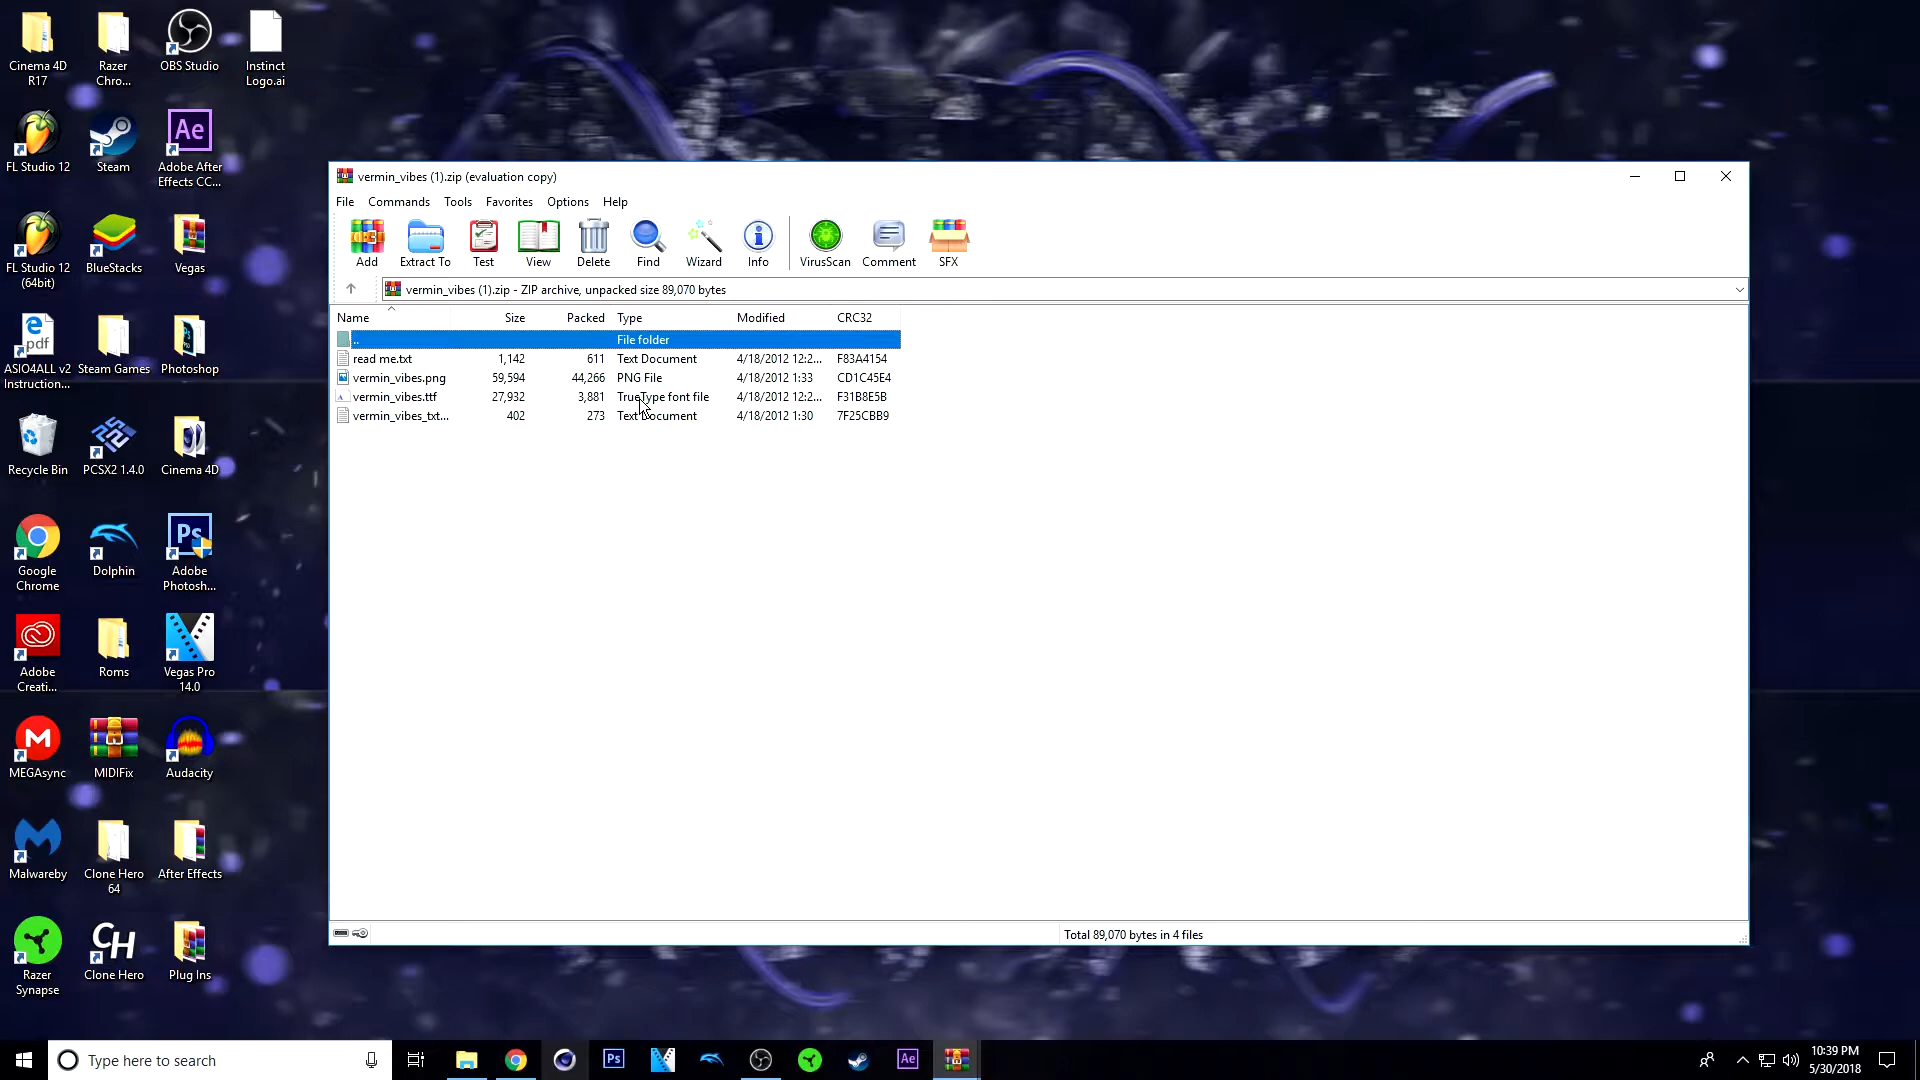 Cinema 4D
R17
Razer
Chro...
OBS Studio
Instinct
Logo.ai
FL Studio 12
Steam
Ae
Adobe After
Effects CC...
FL Studio 12
(64bit)
BlueStacks
Vegas
pdf
ASIO4ALL v2
Instruction...
Steam Games
Photoshop
Recycle Bin
PCSX2 1.4.0
Cinema 4D
Google
Chrome
Dolphin
Ps
Adobe
Photosh...
Adobe
Creati...
Roms
Vegas Pro
14.0
MEGAsync
MIDIFix
Audacity
Malwareby
Clone Hero
64
After Effects
Razer
Synapse
CH
Clone Hero
Plug Ins
vermin_vibes (1).zip (evaluation copy)
File Commands Tools Favorites Options Help
Add Extract To Test View Delete Find Wizard Info VirusScan Comment SFX
vermin_vibes (1).zip - ZIP archive, unpacked size 89,070 bytes
Name Size Packed Type Modified CRC32
.. File folder
read me.txt 1,142 611 Text Document 4/18/2012 12:2... F83A4154
vermin_vibes.png 59,594 44,266 PNG File 4/18/2012 1:33 CD1C45E4
vermin_vibes.ttf 27,932 3,881 TrueType font file 4/18/2012 12:2... F31B8E5B
vermin_vibes_txt... 402 273 Text Document 4/18/2012 1:30 7F25CBB9
Total 89,070 bytes in 4 files
Type here to search
Ps
Ae
10:39 PM
5/30/2018